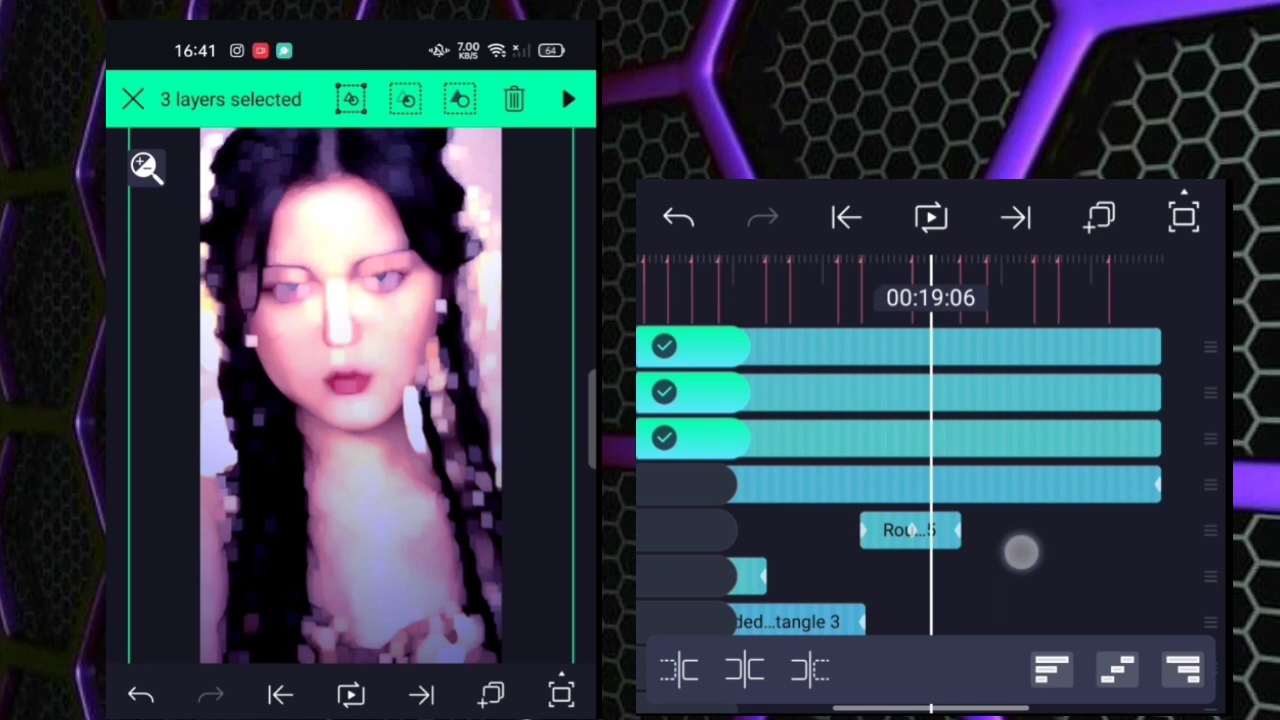 16:41
7.00
KB/S
64
3 layers selected
00:19:06
Rou...5
ded...tangle 3